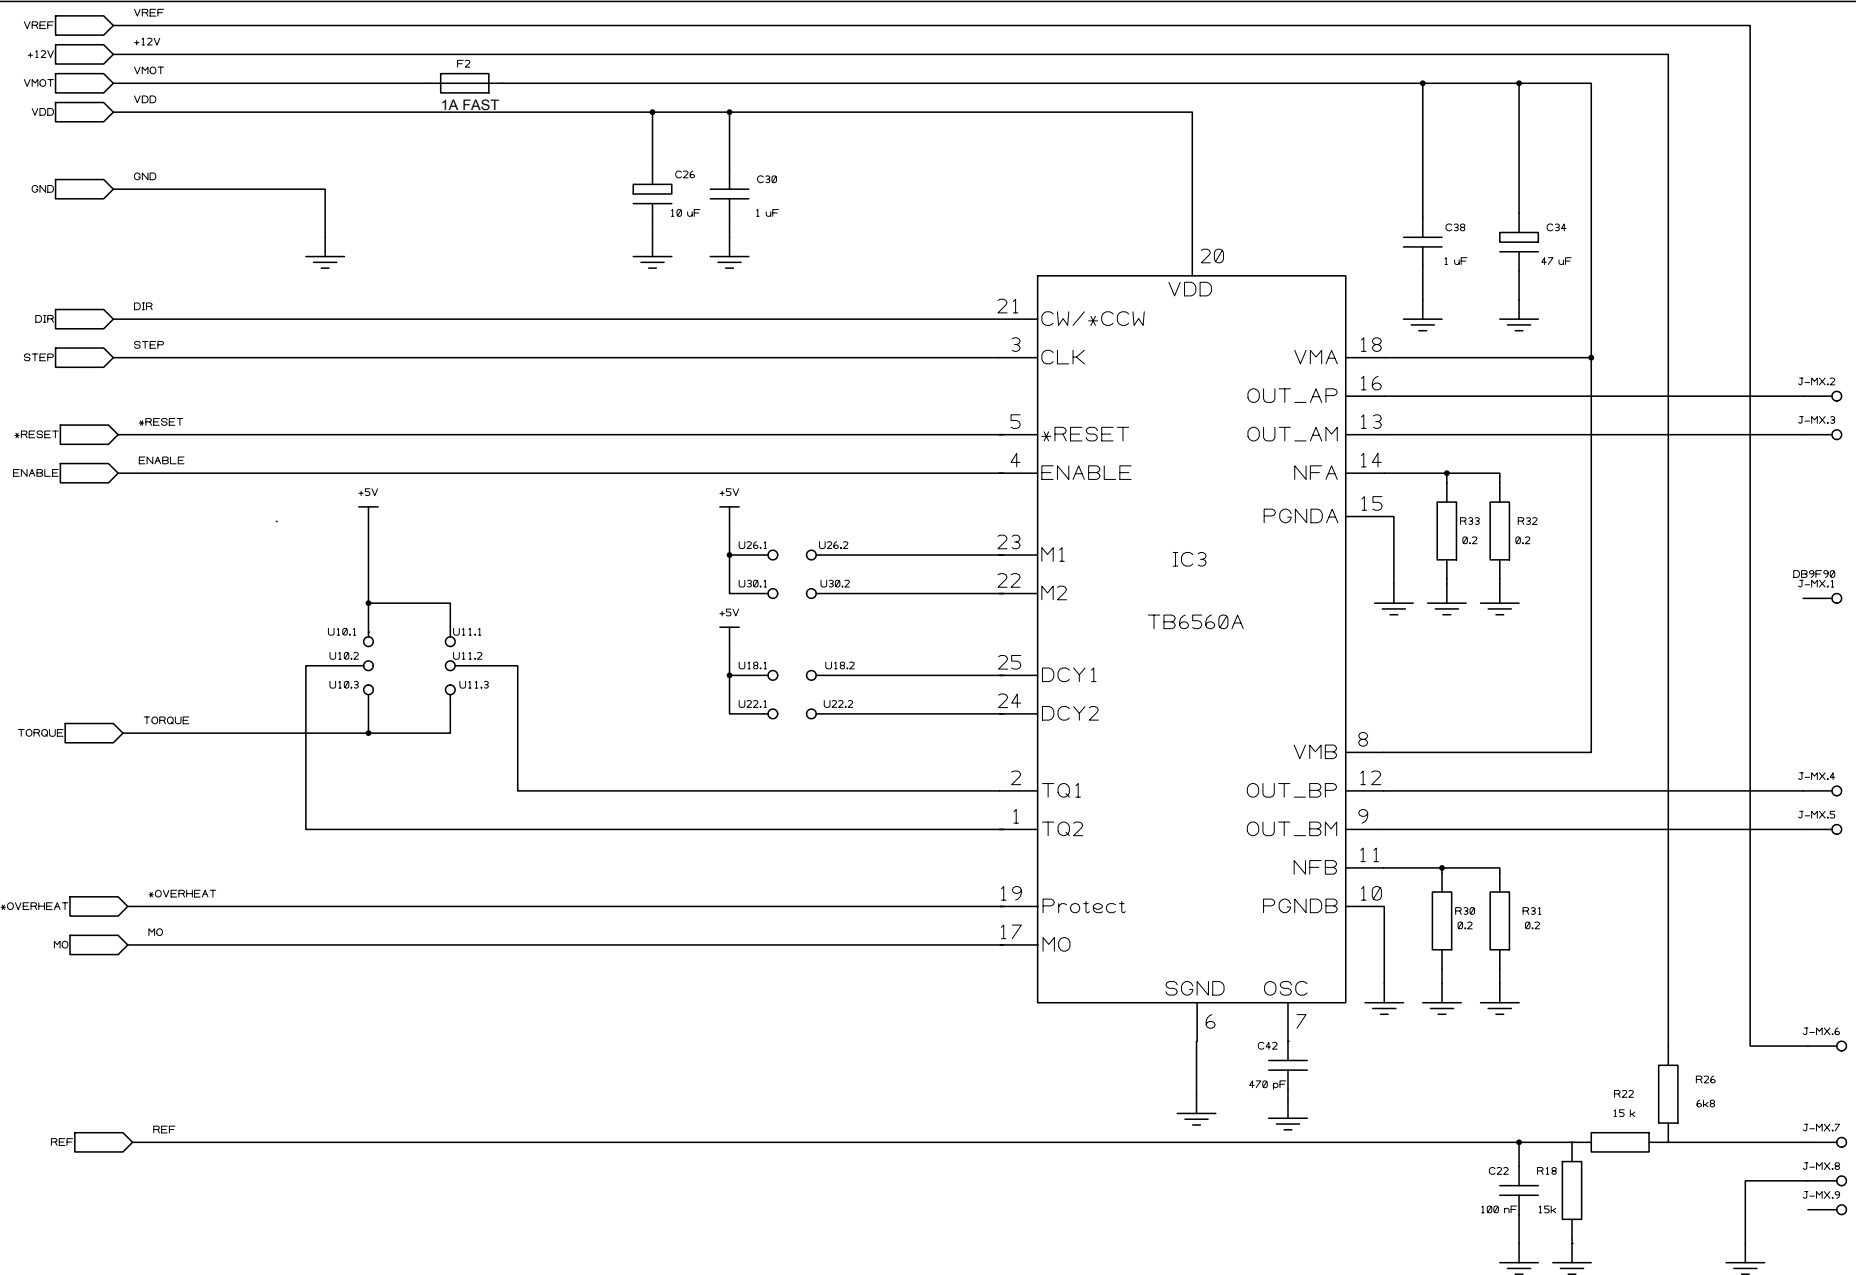 VREF VREF
+12V +12V
VMOT VMOT
F2
1A FAST
VDD VDD
GND GND
C26
10 uF
C30
1 uF
C38
1 uF
C34
47 uF
20
VDD
DIR DIR
21 CW/*CCW
STEP STEP
3 CLK
VMA 18
OUT_AP 16
J-MX.2
*RESET *RESET
5 *RESET
OUT_AM 13
J-MX.3
ENABLE ENABLE
4 ENABLE
NFA 14
PGNDA 15
R33
0.2
R32
0.2
+5V
+5V
U26.1 U26.2
23 M1
IC3
U30.1 U30.2
22 M2
DB9F90
J-MX.1
+5V
TB6560A
U10.1 U11.1
U10.2 U11.2
U10.3 U11.3
U18.1 U18.2
25 DCY1
U22.1 U22.2
24 DCY2
TORQUE TORQUE
VMB 8
2 TQ1
OUT_BP 12
J-MX.4
1 TQ2
OUT_BM 9
J-MX.5
NFB 11
*OVERHEAT *OVERHEAT
19 Protect
PGNDB 10
R30
0.2
R31
0.2
MO MO
17 MO
SGND OSC
6 7
C42
470 pF
J-MX.6
R26
6k8
R22
15 k
REF REF
J-MX.7
C22
100 nF
R18
15k
J-MX.8
J-MX.9